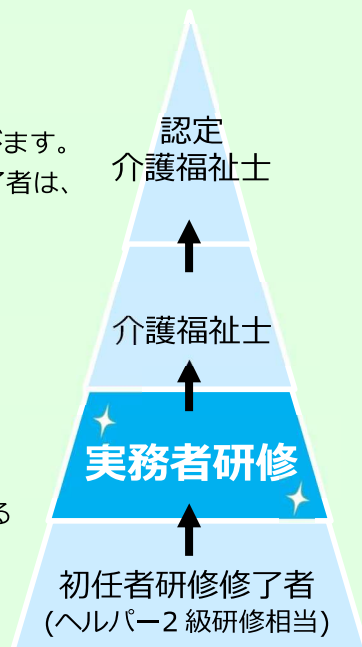 ます。
者は、
認定
介護福祉士
介護福祉士
実務者研修
る
初任者研修修了者
(ヘルパー2級研修相当)